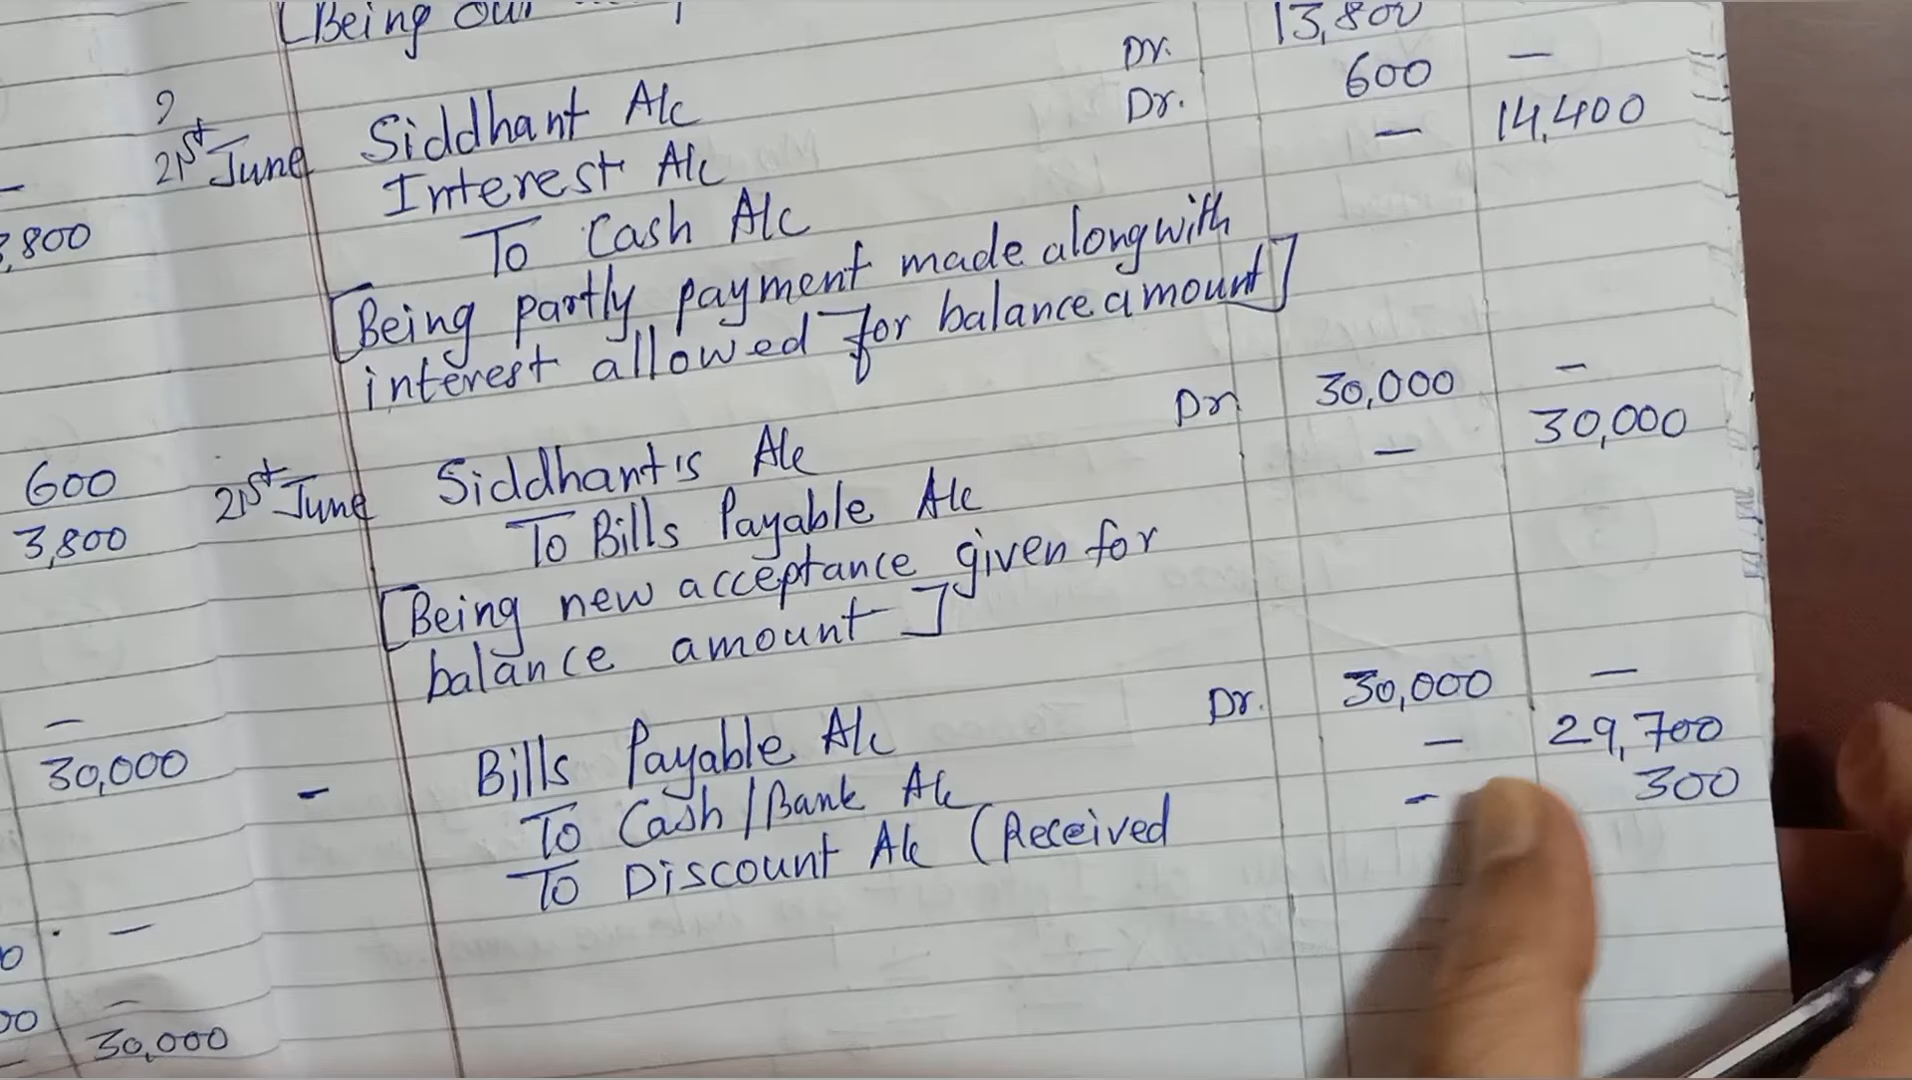 [Being our
13,800
Siddhant A/c Dr.
21st June
Interest A/c Dr. 600 —
To Cash A/c — 14,400
[Being partly payment made alongwith
interest allowed for balance amount]
21st June Siddhant's A/c Dr 30,000 —
To Bills Payable A/c — 30,000
[Being new acceptance given for
balance amount]
- Bills Payable A/c Dr. 30,000 —
To Cash/Bank A/c — 29,700
To Discount A/c (Received - 300
—
,800
600
3,800
—
30,000
—
30,000